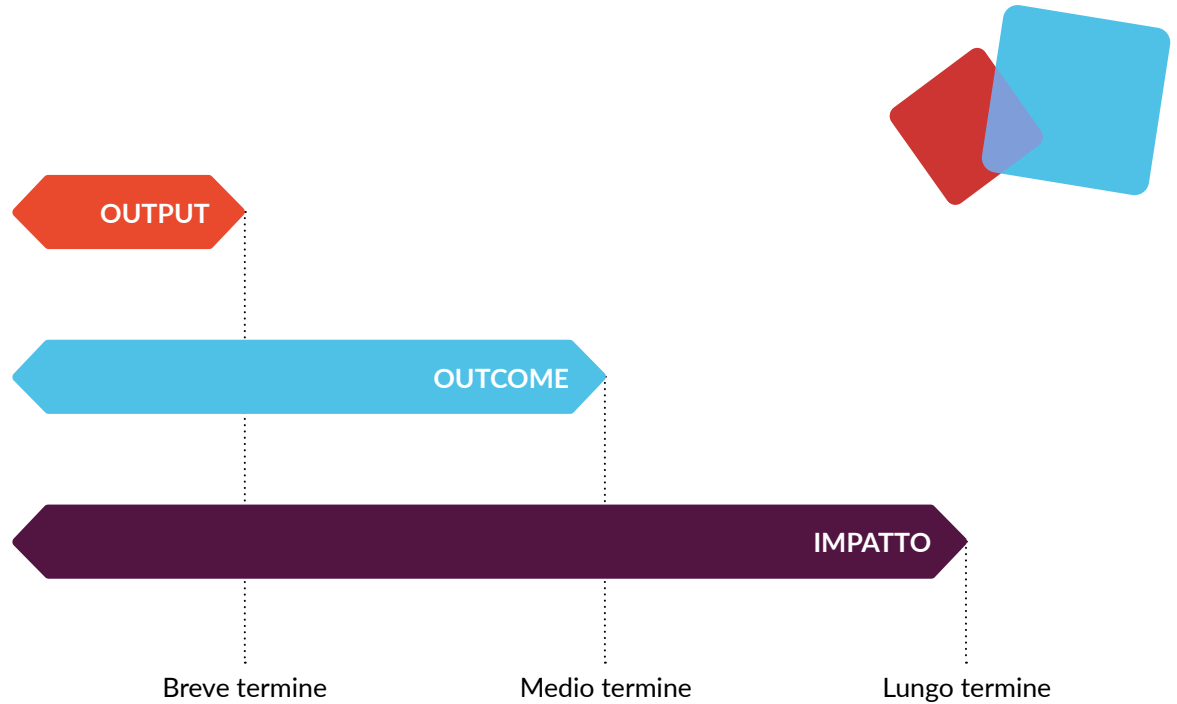 OUTPUT
OUTCOME
IMPATTO
Breve termine
Medio termine
Lungo termine